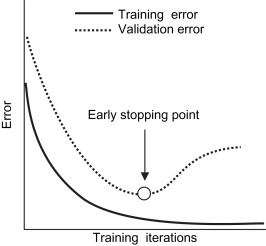 Training error
Validation error
Early stopping point
Error
Training iterations